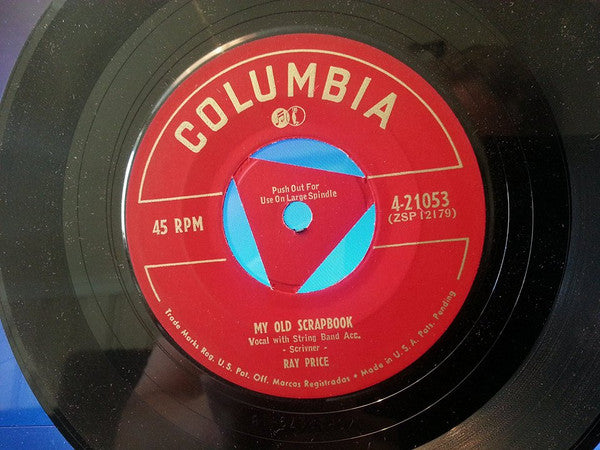 COLUMBIA
Push Out For
Use On Large Spindle
45 RPM
4-21053
(ZSP 12179)
MY OLD SCRAPBOOK
Vocal with String Band Acc.
- Scrivner -
RAY PRICE
Trade Marks Reg. U.S. Pat. Off. Marcas Registradas • Made in U.S.A. Pats. Pending